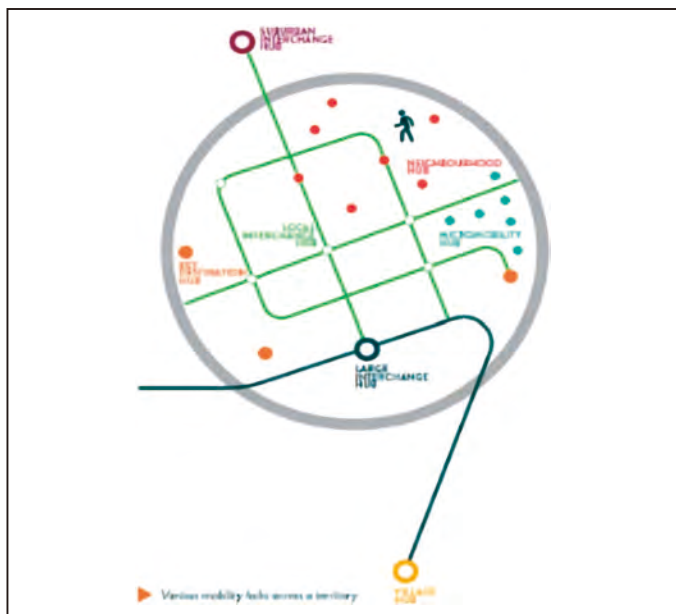 SUBURBAN
INTERCHANGE
HUB
NEIGHBOURHOOD
HUB
LOCAL
INTERCHANGE
HUB
MICROMOBILITY
HUB
KEY
DESTINATION
HUB
LARGE
INTERCHANGE
HUB
VILLAGE
HUB
Various mobility hubs across a territory